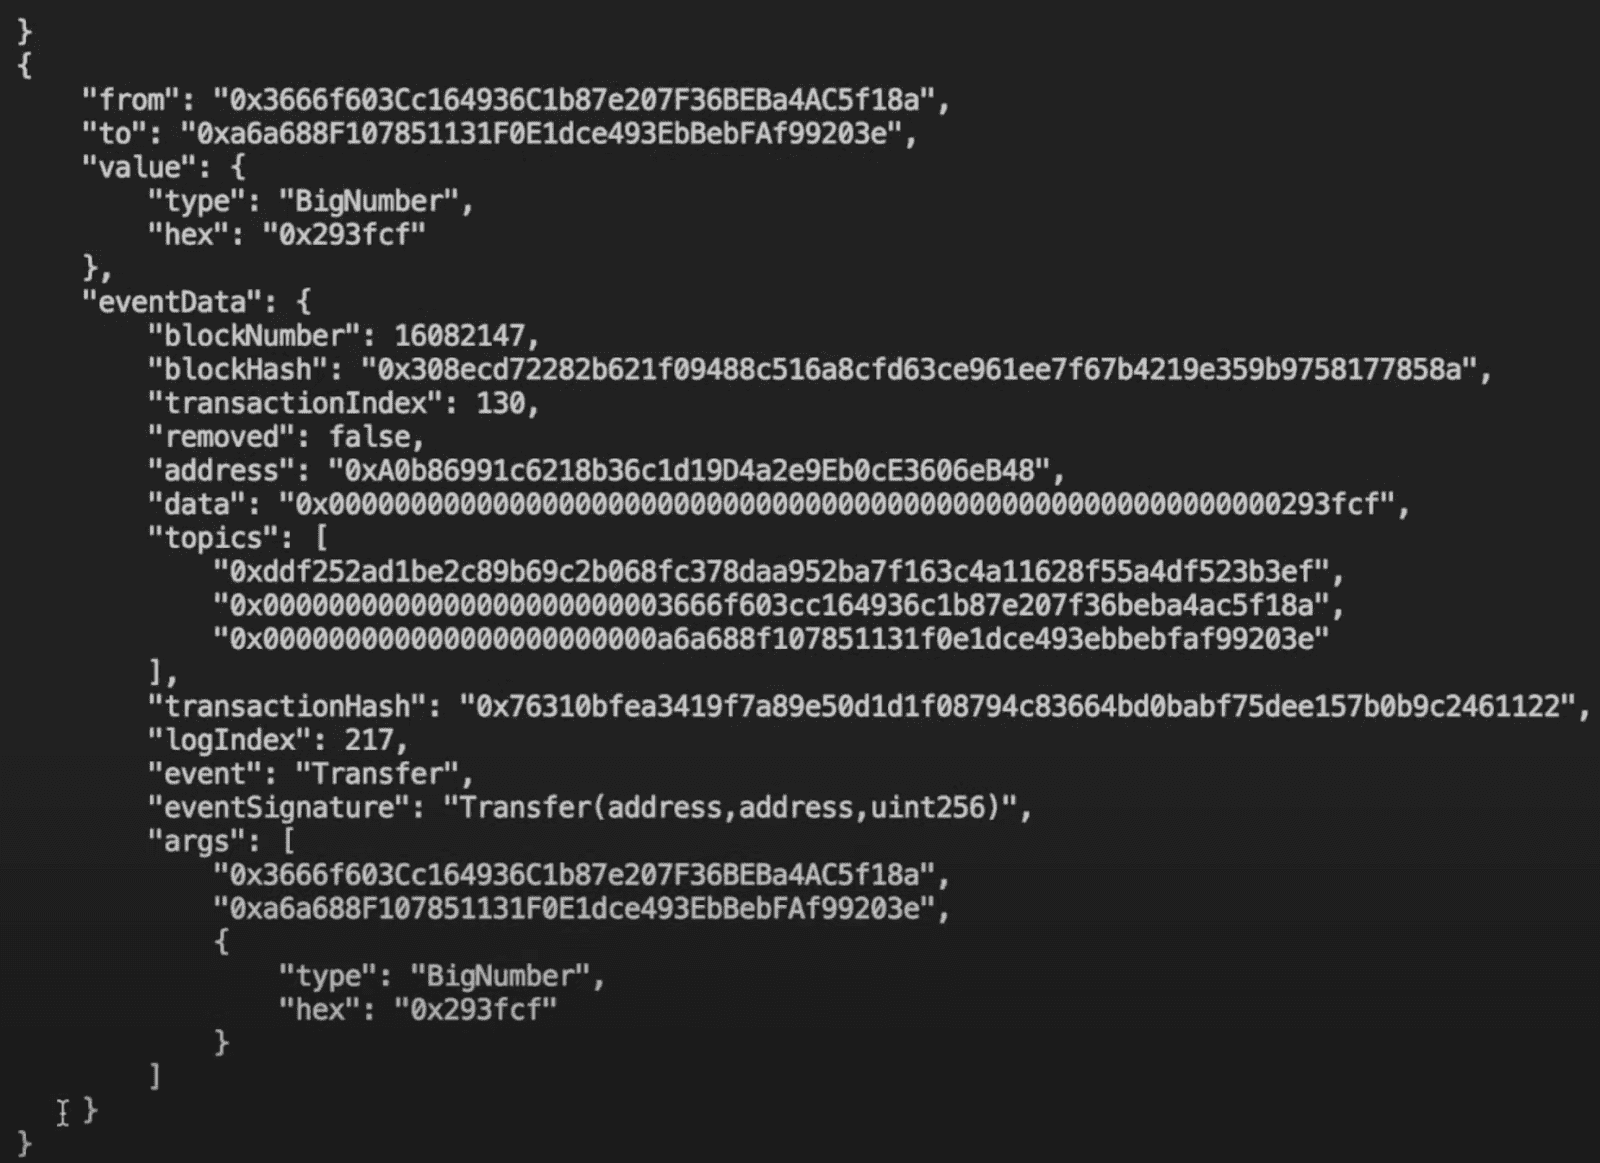 }
{
"from": "0x3666f603Cc164936C1b87e207F36BEBa4AC5f18a",
"to": "0xa6a688F107851131F0E1dce493EbBebFAf99203e",
"value": {
"type": "BigNumber",
"hex": "0x293fcf"
},
"eventData": {
"blockNumber": 16082147,
"blockHash": "0x308ecd72282b621f09488c516a8cfd63ce961ee7f67b4219e359b9758177858a",
"transactionIndex": 130,
"removed": false,
"address": "0xA0b86991c6218b36c1d19D4a2e9Eb0cE3606eB48",
"data": "0x0000000000000000000000000000000000000000000000000000000000293fcf",
"topics": [
"0xddf252ad1be2c89b69c2b068fc378daa952ba7f163c4a11628f55a4df523b3ef",
"0x0000000000000000000000003666f603cc164936c1b87e207f36beba4ac5f18a",
"0x000000000000000000000000a6a688f107851131f0e1dce493ebbebfaf99203e"
],
"transactionHash": "0x76310bfea3419f7a89e50d1d1f08794c83664bd0babf75dee157b0b9c2461122",
"logIndex": 217,
"event": "Transfer",
"eventSignature": "Transfer(address,address,uint256)",
"args": [
"0x3666f603Cc164936C1b87e207F36BEBa4AC5f18a",
"0xa6a688F107851131F0E1dce493EbBebFAf99203e",
{
"type": "BigNumber",
"hex": "0x293fcf"
}
]
}
}